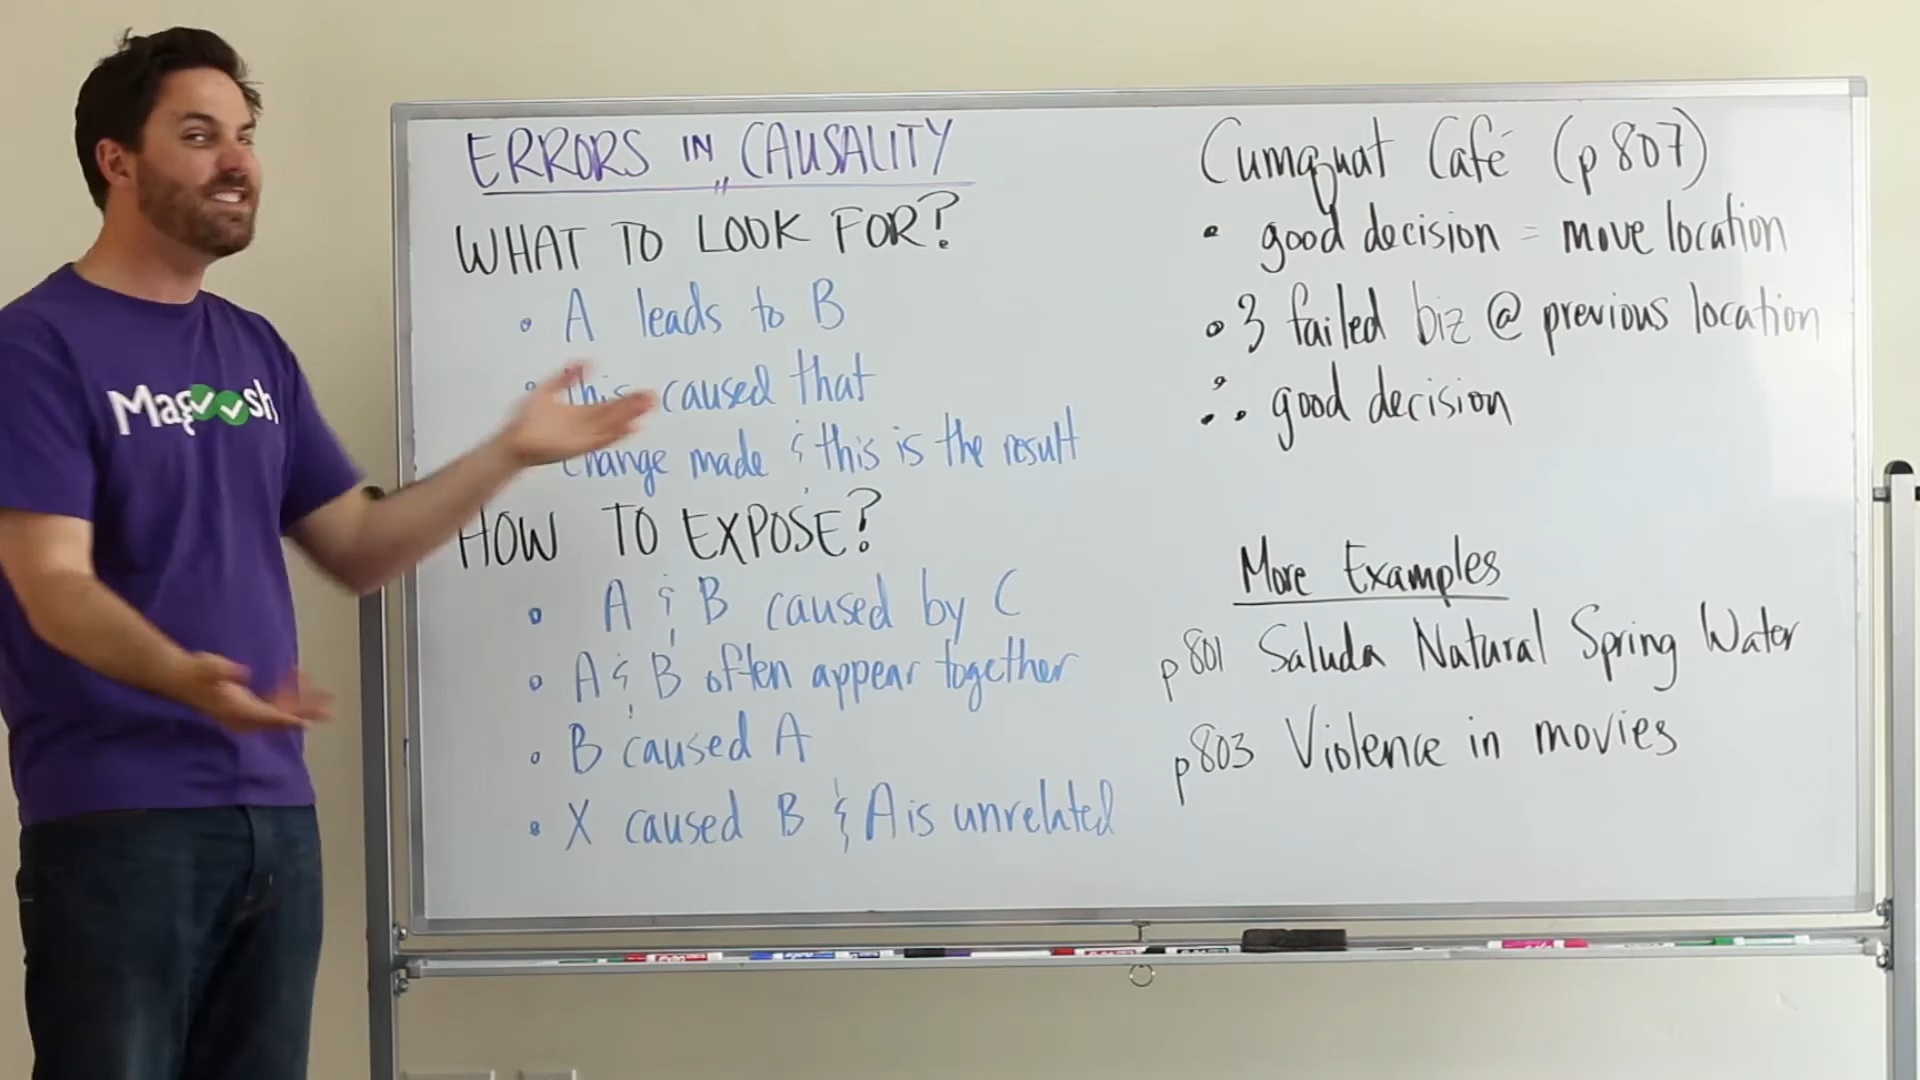 Magoosh
ERRORS IN CAUSALITY
WHAT TO LOOK FOR?
A leads to B
this caused that
change made & this is the result
HOW TO EXPOSE?
A & B caused by C
A & B often appear together
B caused A
X caused B & A is unrelated
Cumquat Café (p 807)
good decision = move location
3 failed biz @ previous location
∴ good decision
More Examples
p801 Saluda Natural Spring Water
p803 Violence in movies